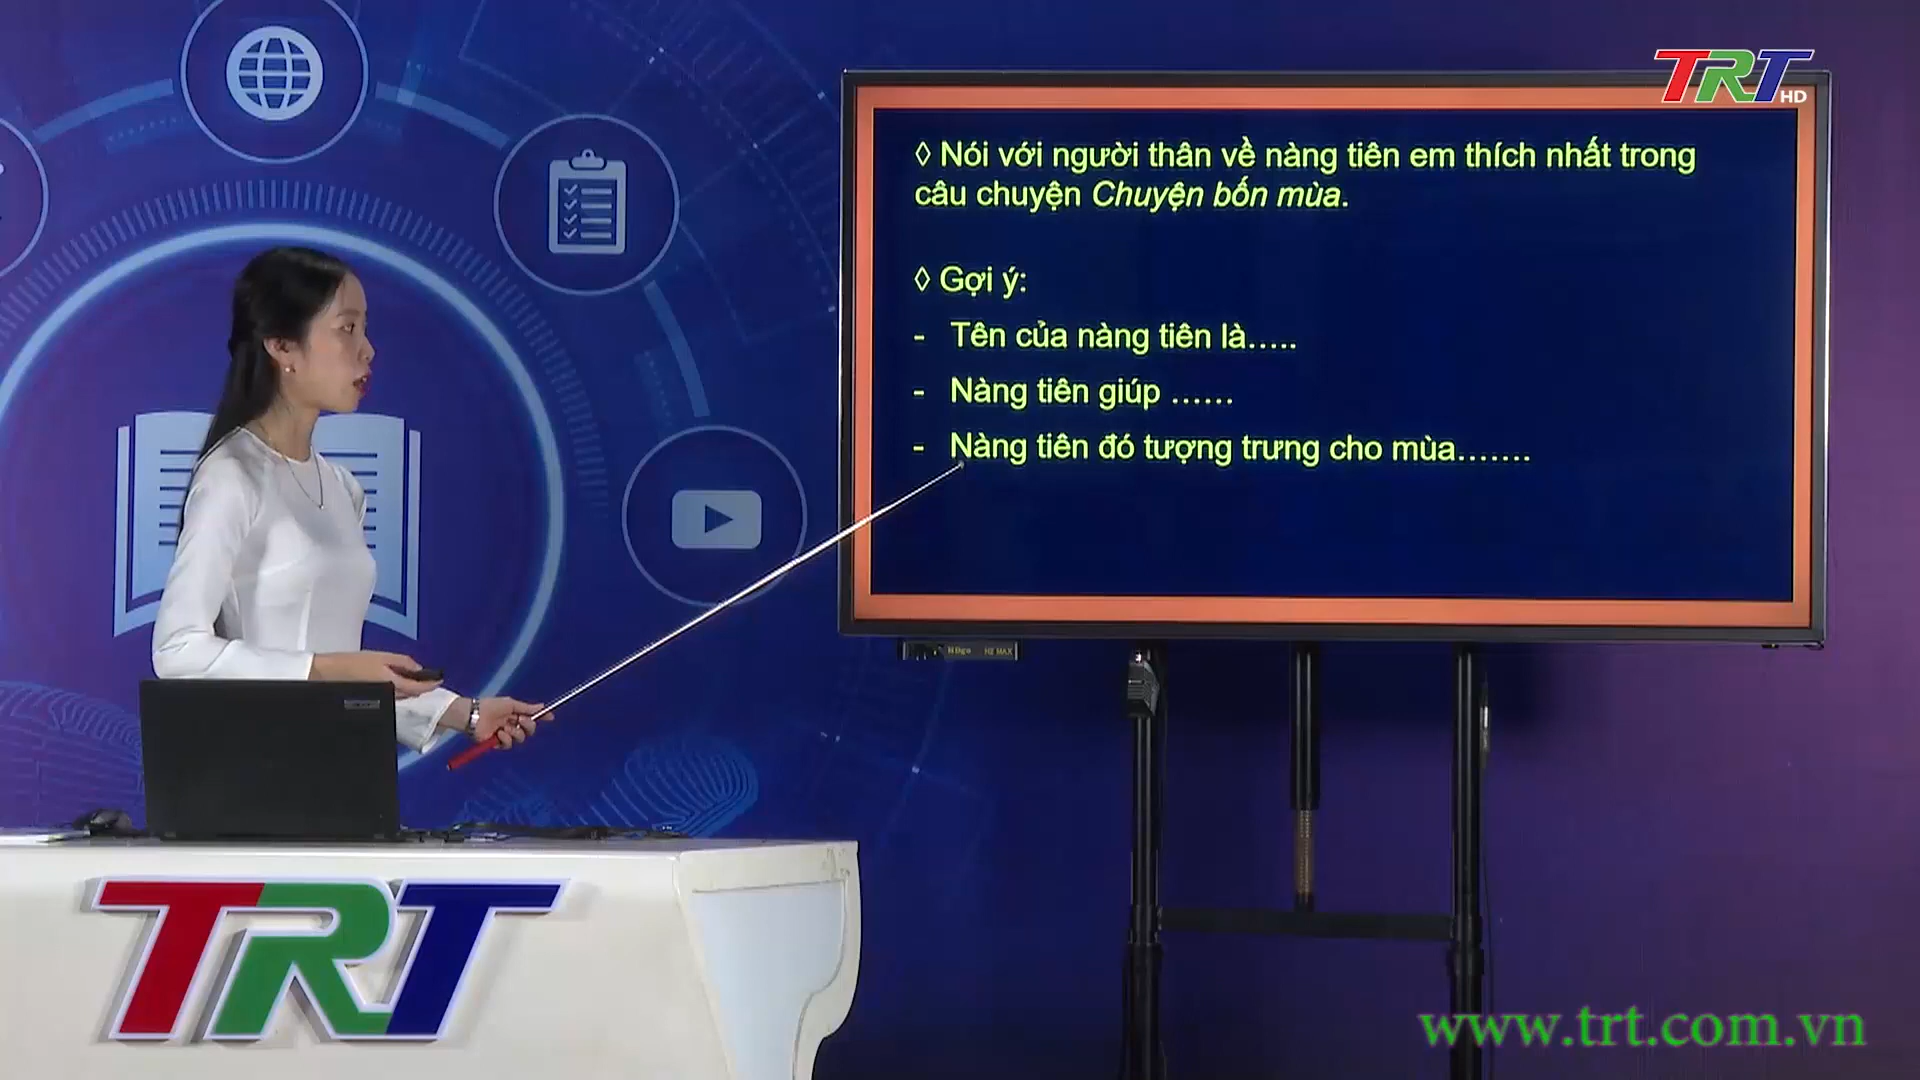 TRT HD
◊ Nói với người thân về nàng tiên em thích nhất trong
câu chuyện Chuyện bốn mùa.
◊ Gợi ý:
- Tên của nàng tiên là.....
- Nàng tiên giúp ......
- Nàng tiên đó tượng trưng cho mùa.......
H2 MAX
TRT
www.trt.com.vn